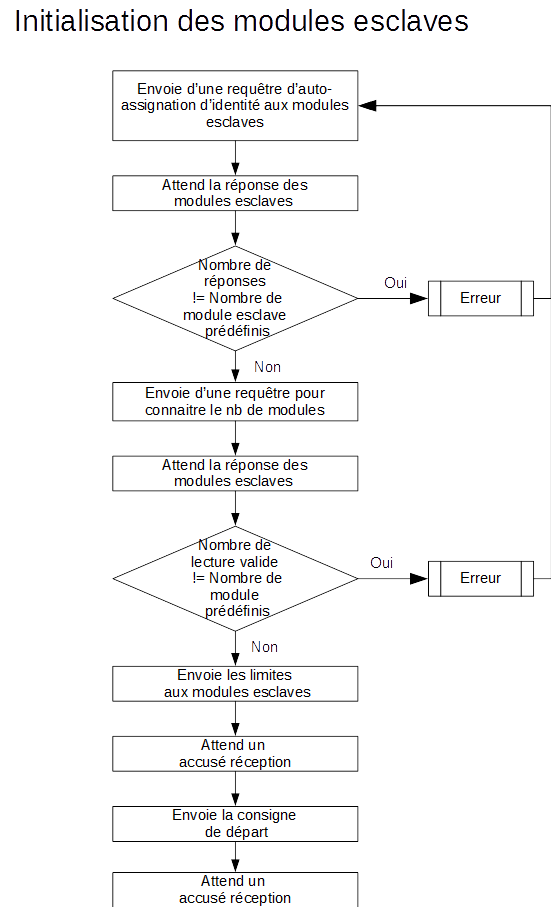 Initialisation des modules esclaves
Envoie d'une requêtre d'auto-
assignation d'identité aux modules
esclaves
Attend la réponse des
modules esclaves
Nombre de
réponses
!= Nombre de
module esclave
prédéfinis
Oui
Erreur
Non
Envoie d'une requêtre pour
connaitre le nb de modules
Attend la réponse des
modules esclaves
Nombre de
lecture valide
!= Nombre de
module
prédéfinis
Oui
Erreur
Non
Envoie les limites
aux modules esclaves
Attend un
accusé réception
Envoie la consigne
de départ
Attend un
accusé réception